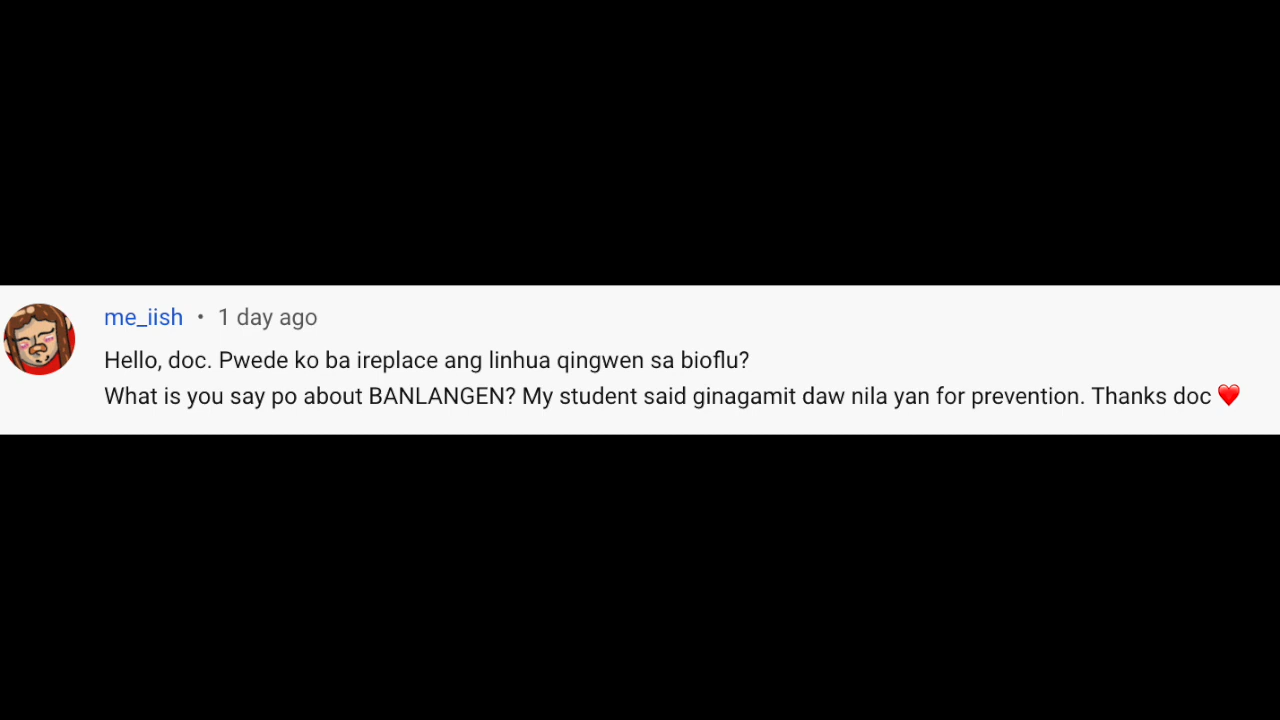 me_iish • 1 day ago
Hello, doc. Pwede ko ba ireplace ang linhua qingwen sa bioflu?
What is you say po about BANLANGEN? My student said ginagamit daw nila yan for prevention. Thanks doc ❤️